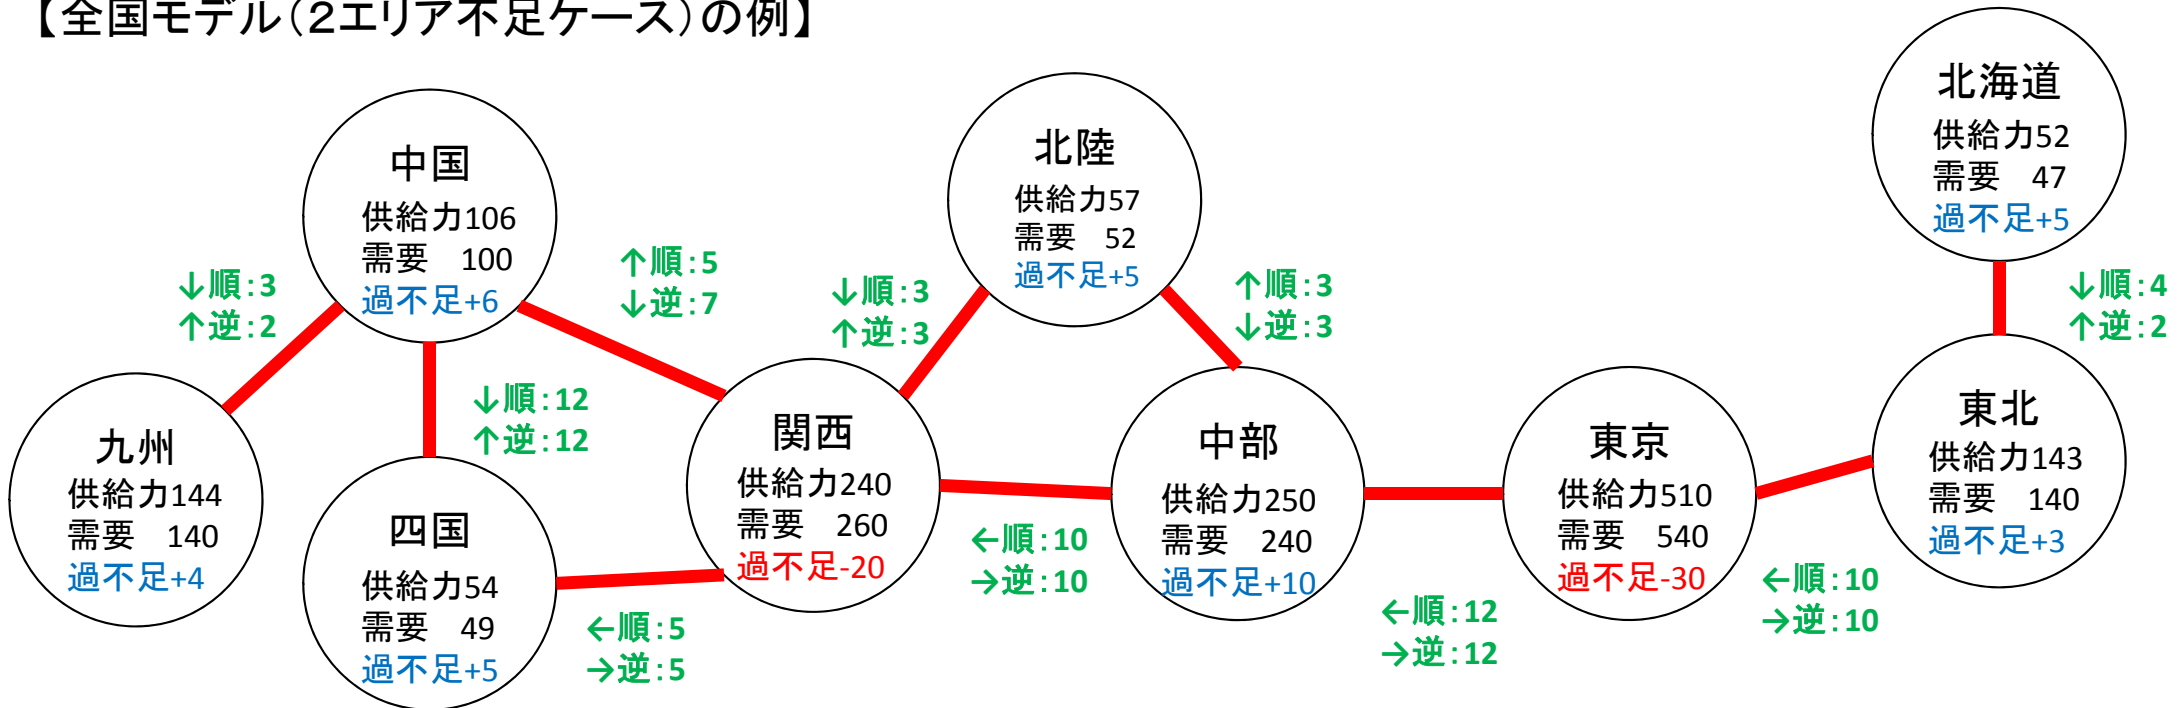 【全国モデル（２エリア不足ケース）の例】
北海道
供給力52
需要　47
過不足+5
↓順：4
↑逆：2
中国
供給力106
需要　100
過不足+6
北陸
供給力57
需要　52
過不足+5
↓順：3
↑逆：2
↑順：5
↓逆：7
↓順：3
↑逆：3
↑順：3
↓逆：3
↓順：12
↑逆：12
九州
供給力144
需要　140
過不足+4
四国
供給力54
需要　49
過不足+5
←順：5
→逆：5
関西
供給力240
需要　260
過不足-20
←順：10
→逆：10
中部
供給力250
需要　240
過不足+10
←順：12
→逆：12
東京
供給力510
需要　540
過不足-30
←順：10
→逆：10
東北
供給力143
需要　140
過不足+3